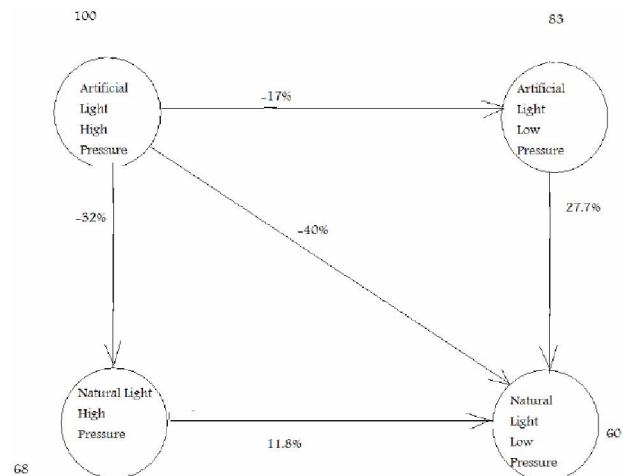 100
83
Artificial
Light
High
Pressure
-17%
Artificial
Light
Low
Pressure
-32%
-40%
27.7%
Natural Light
High
Pressure
11.8%
Natural
Light
Low
Pressure
60
68